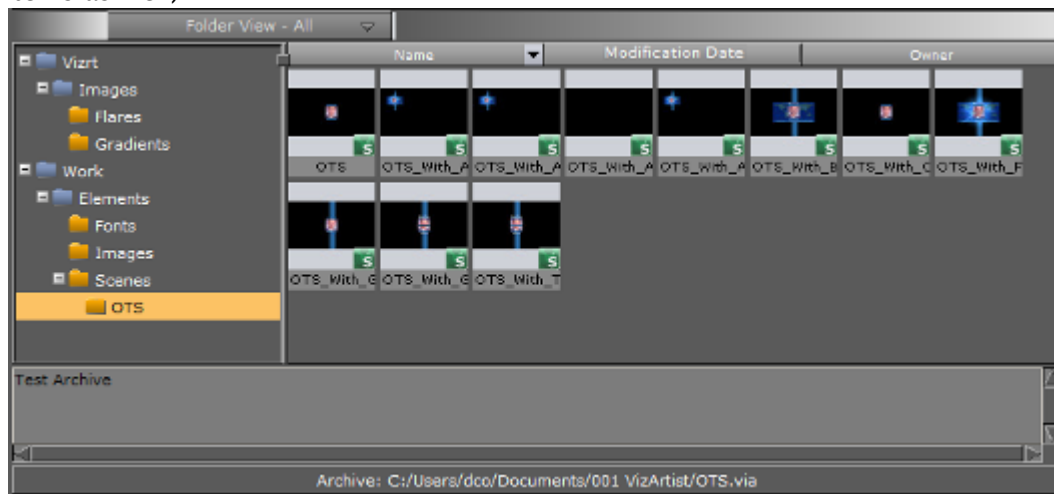 Folder View - All
Name Modification Date Owner
Vizrt
Images
Flares
Gradients
Work
Elements
Fonts
Images
Scenes
OTS
S S S S S S S S
OTS OTS_With_A OTS_With_A OTS_With_A OTS_With_A OTS_With_B OTS_With_C OTS_With_F
S S S
OTS_With_G OTS_With_G OTS_With_T
Test Archive
Archive: C:/Users/dco/Documents/001 VizArtist/OTS.via